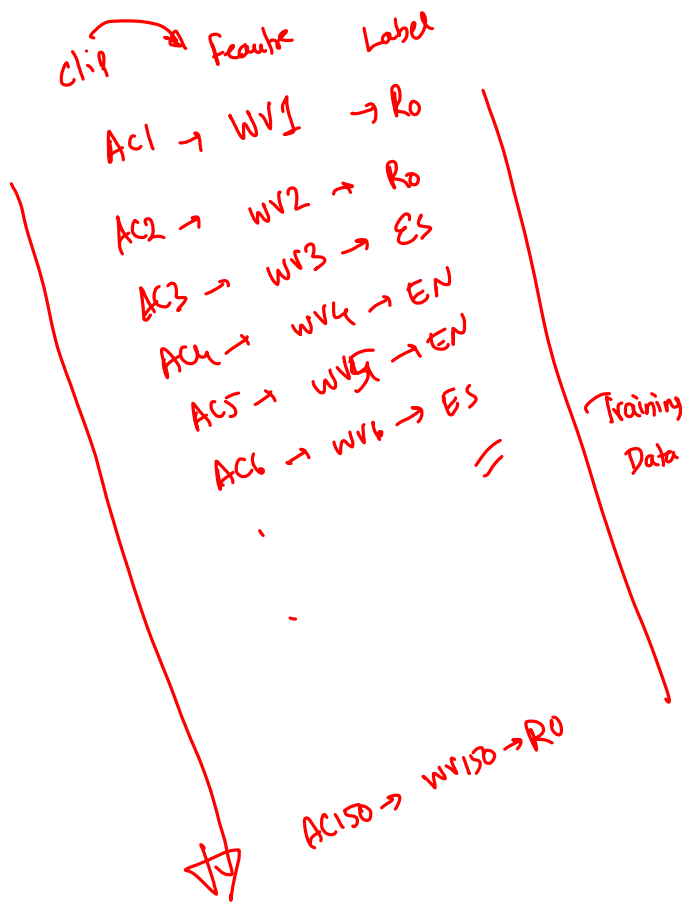 Clip Feautre Label
AC1 → WV1 → Ro
AC2 → WV2 → Ro
AC3 → WV3 → ES
AC4 → WV4 → EN
AC5 → WV5 → EN
AC6 → WV6 → ES
Training
Data
AC150 → WV150 → RO